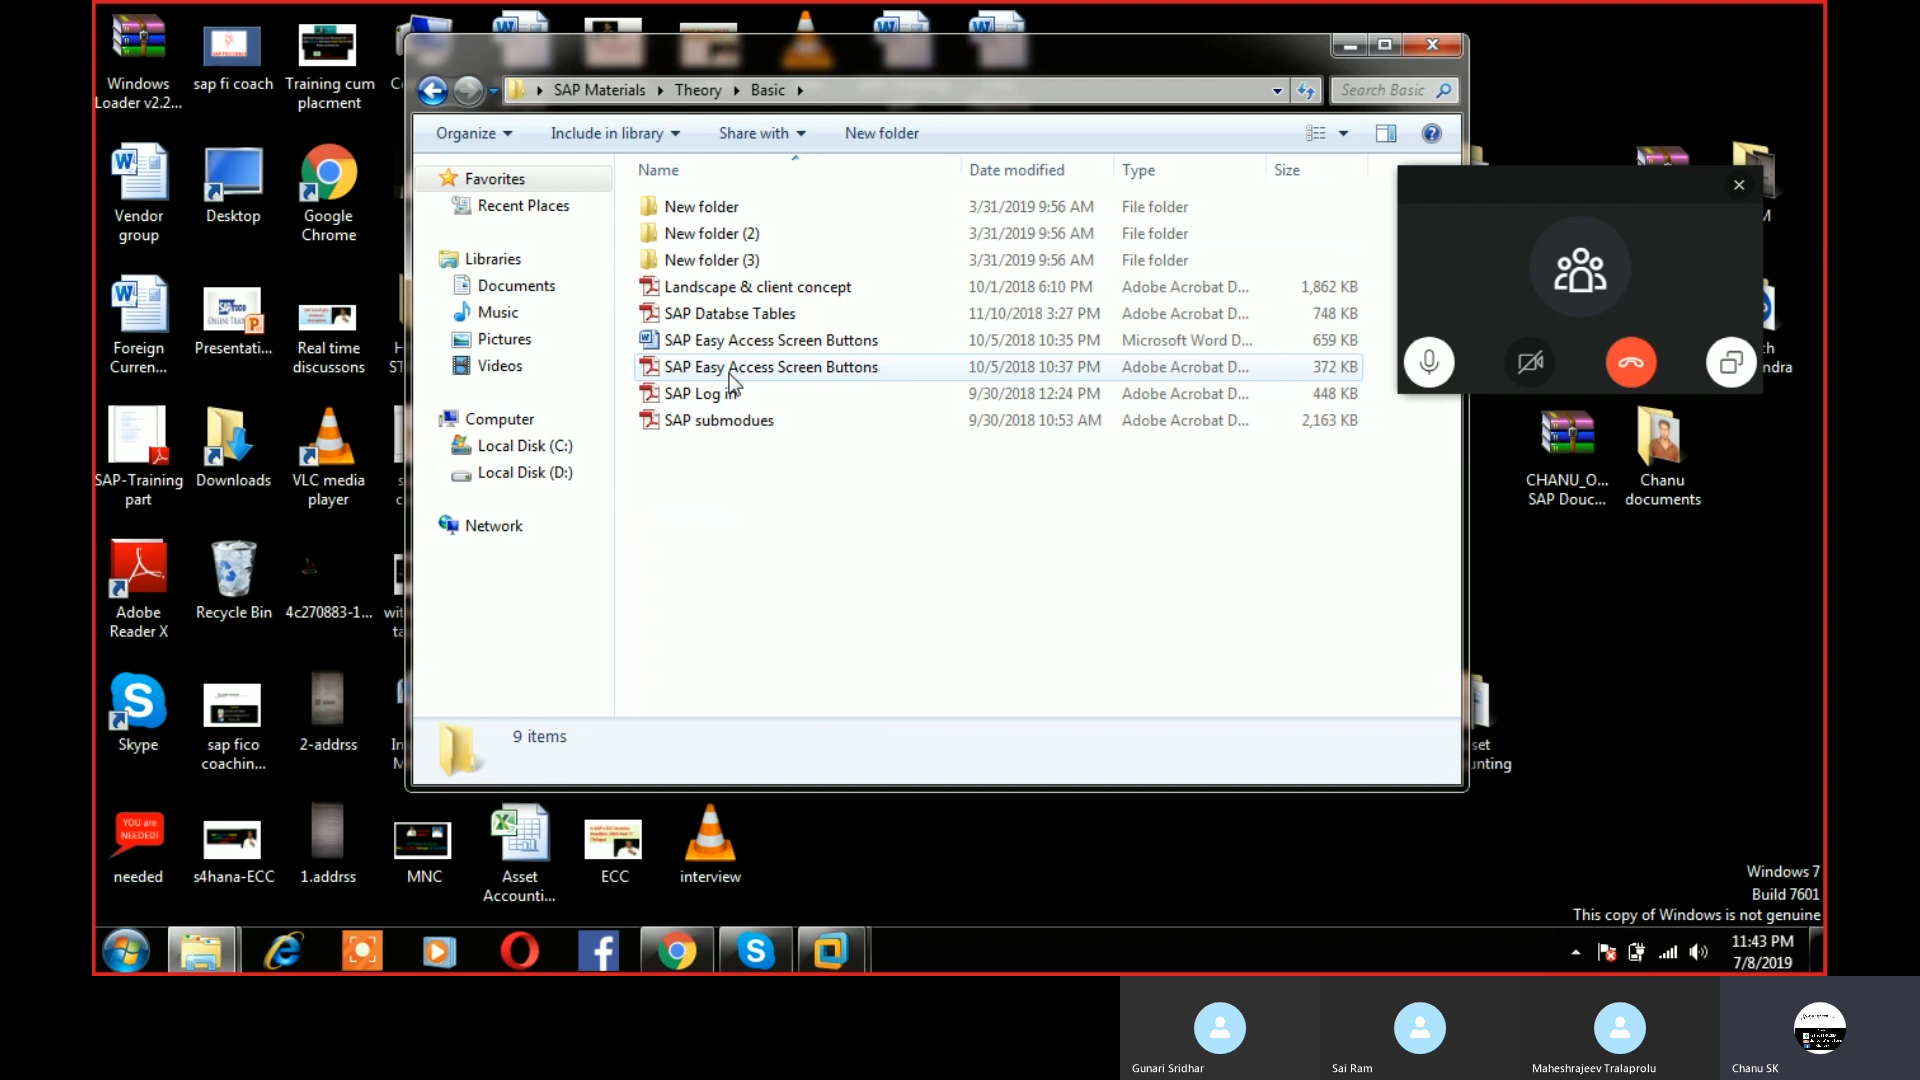 Windows
Loader v2.2...
sap fi coach
Training cum
placment
SAP Materials
Theory
Basic
Search Basic
Organize
Include in library
Share with
New folder
Name
Date modified
Type
Size
Favorites
Recent Places
Libraries
Documents
Music
Pictures
Videos
Computer
Local Disk (C:)
Local Disk (D:)
Network
New folder 3/31/2019 9:56 AM File folder
New folder (2) 3/31/2019 9:56 AM File folder
New folder (3) 3/31/2019 9:56 AM File folder
Landscape & client concept 10/1/2018 6:10 PM Adobe Acrobat D... 1,862 KB
SAP Databse Tables 11/10/2018 3:27 PM Adobe Acrobat D... 748 KB
SAP Easy Access Screen Buttons 10/5/2018 10:35 PM Microsoft Word D... 659 KB
SAP Easy Access Screen Buttons 10/5/2018 10:37 PM Adobe Acrobat D... 372 KB
SAP Log in 9/30/2018 12:24 PM Adobe Acrobat D... 448 KB
SAP submodues 9/30/2018 10:53 AM Adobe Acrobat D... 2,163 KB
9 items
Vendor
group
Desktop
Google
Chrome
Foreign
Curren...
Presentati...
Real time
discussons
SAP-Training
part
Downloads
VLC media
player
CHANU_O...
SAP Douc...
Chanu
documents
Adobe
Reader X
Recycle Bin
4c270883-1...
Skype
sap fico
coachin...
2-addrss
YOU are
NEEDED!
needed
s4hana-ECC
1.addrss
MNC
Asset
Accounti...
ECC
interview
Windows 7
Build 7601
This copy of Windows is not genuine
11:43 PM
7/8/2019
Gunari Sridhar
Sai Ram
Maheshrajeev Tralaprolu
Chanu SK